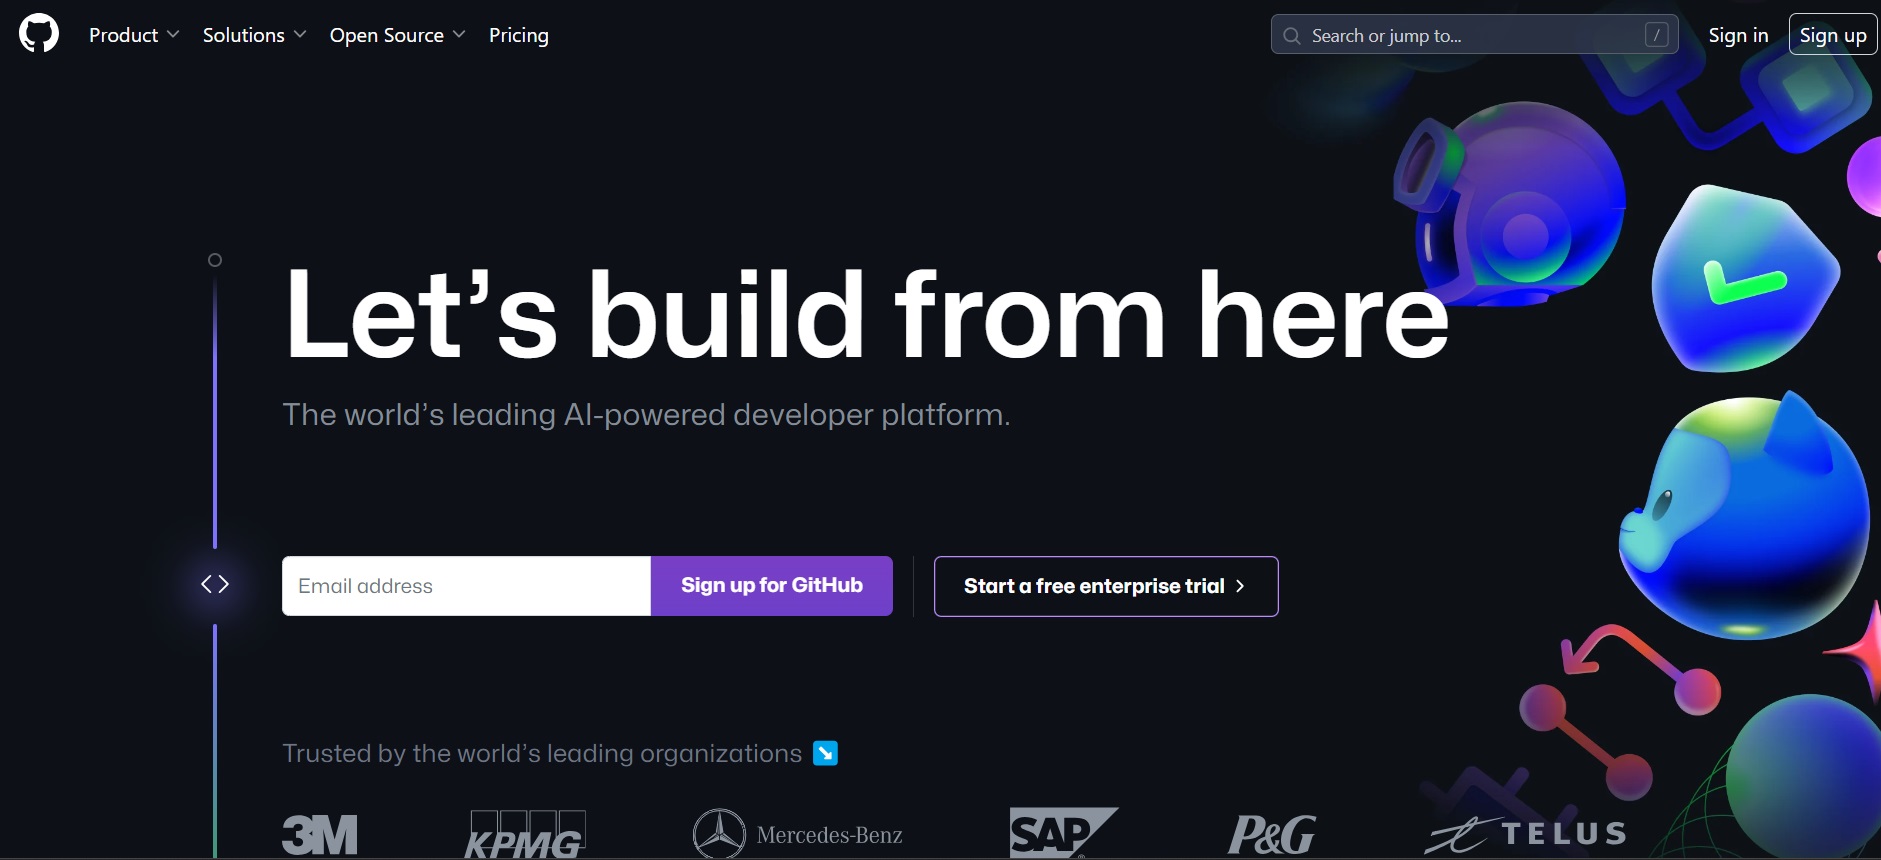 Product Solutions Open Source Pricing Search or jump to... / Sign in Sign up
Let’s build from here
The world’s leading AI-powered developer platform.
Email address Sign up for GitHub Start a free enterprise trial
Trusted by the world’s leading organizations
3M KPMG Mercedes-Benz SAP P&G TELUS